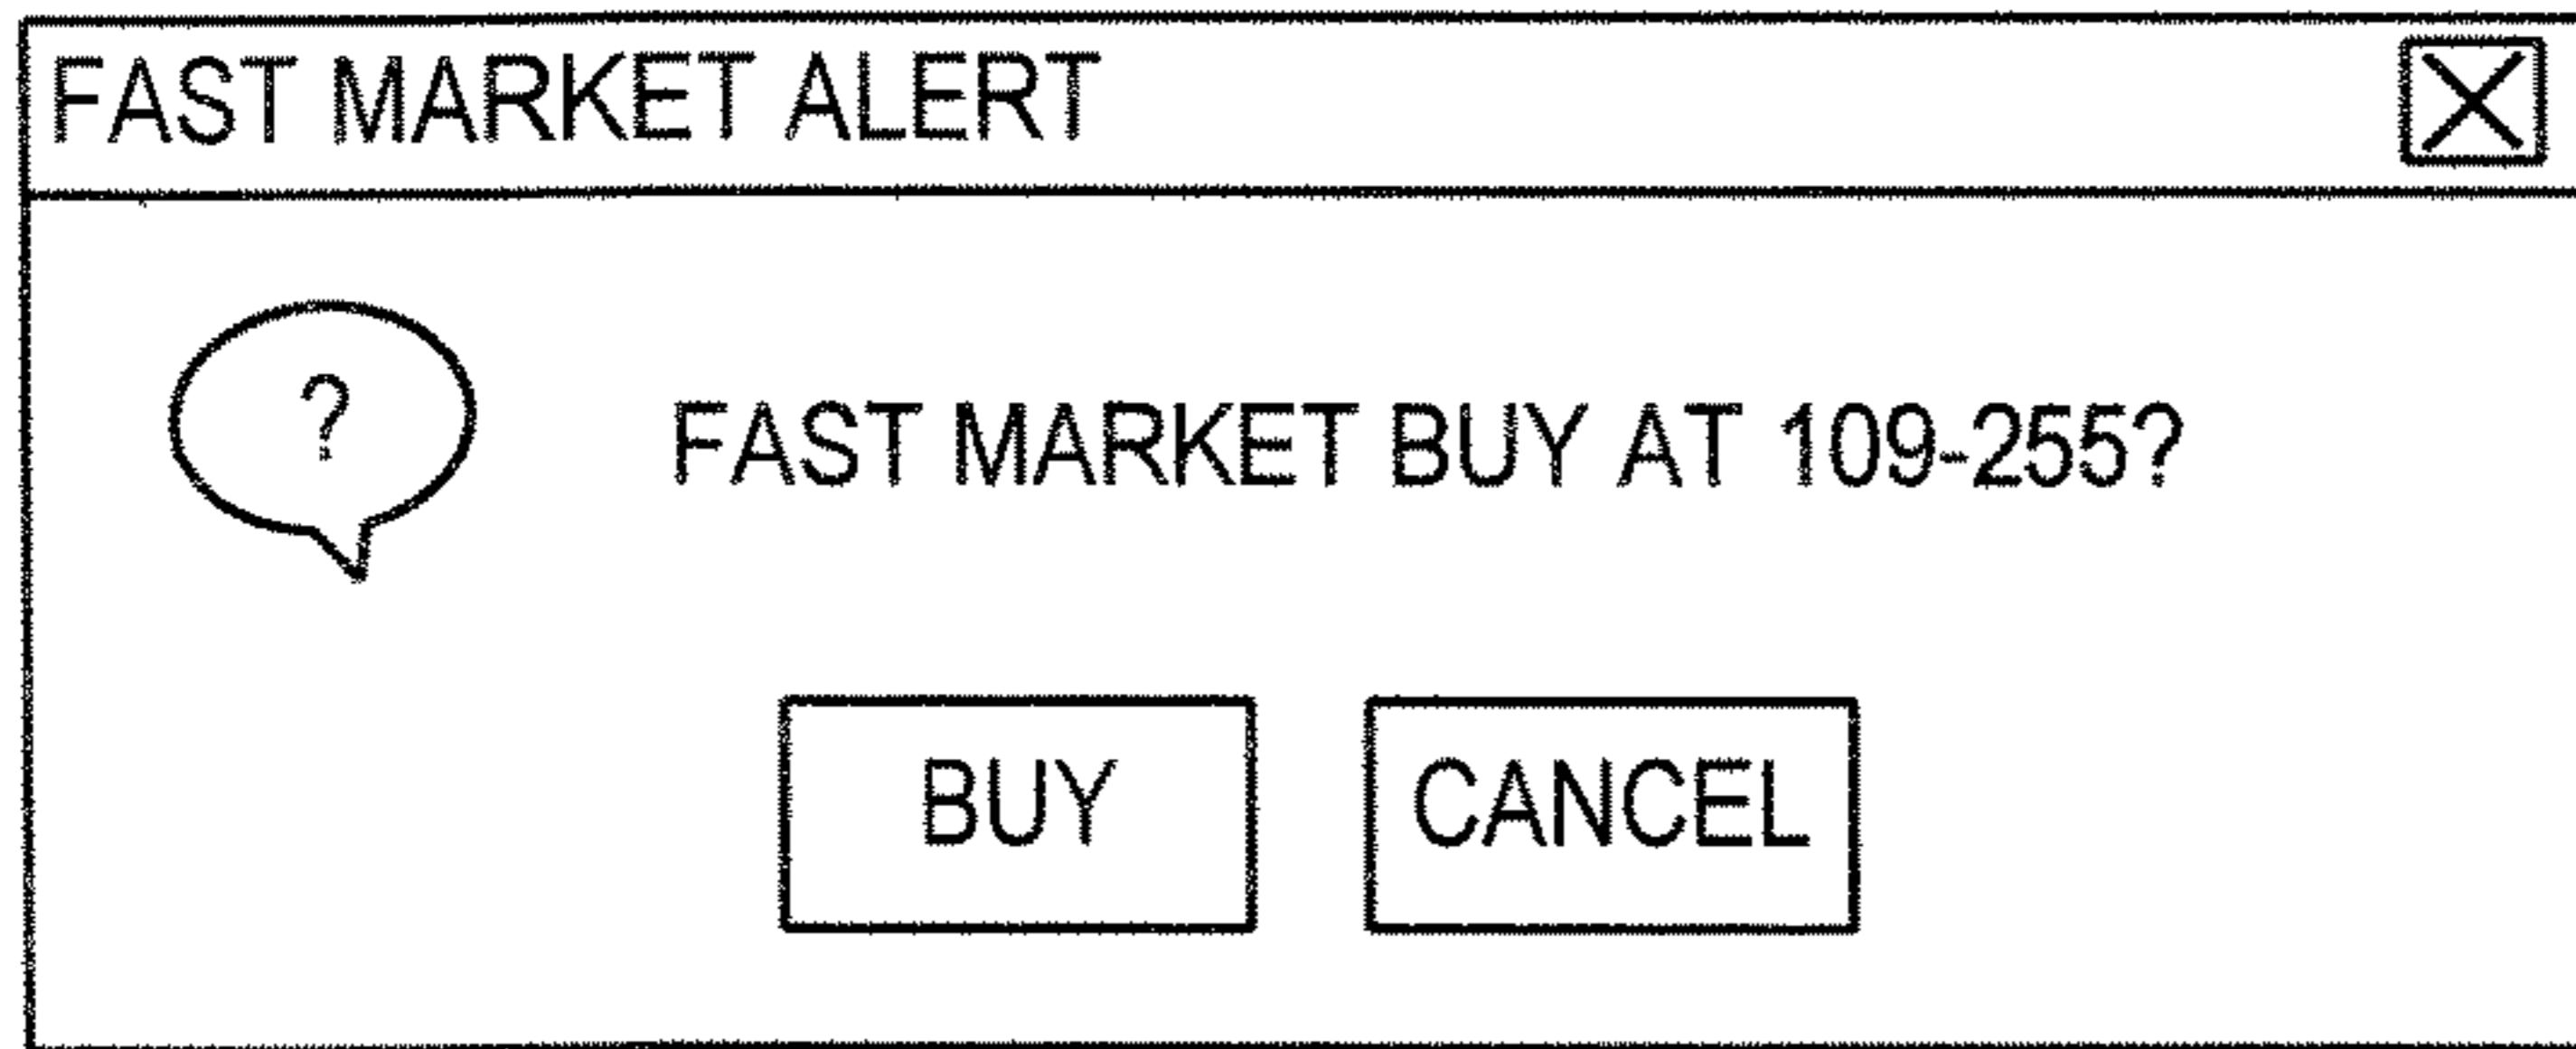 FAST MARKET ALERT
?
FAST MARKET BUY AT 109-255?
BUY
CANCEL